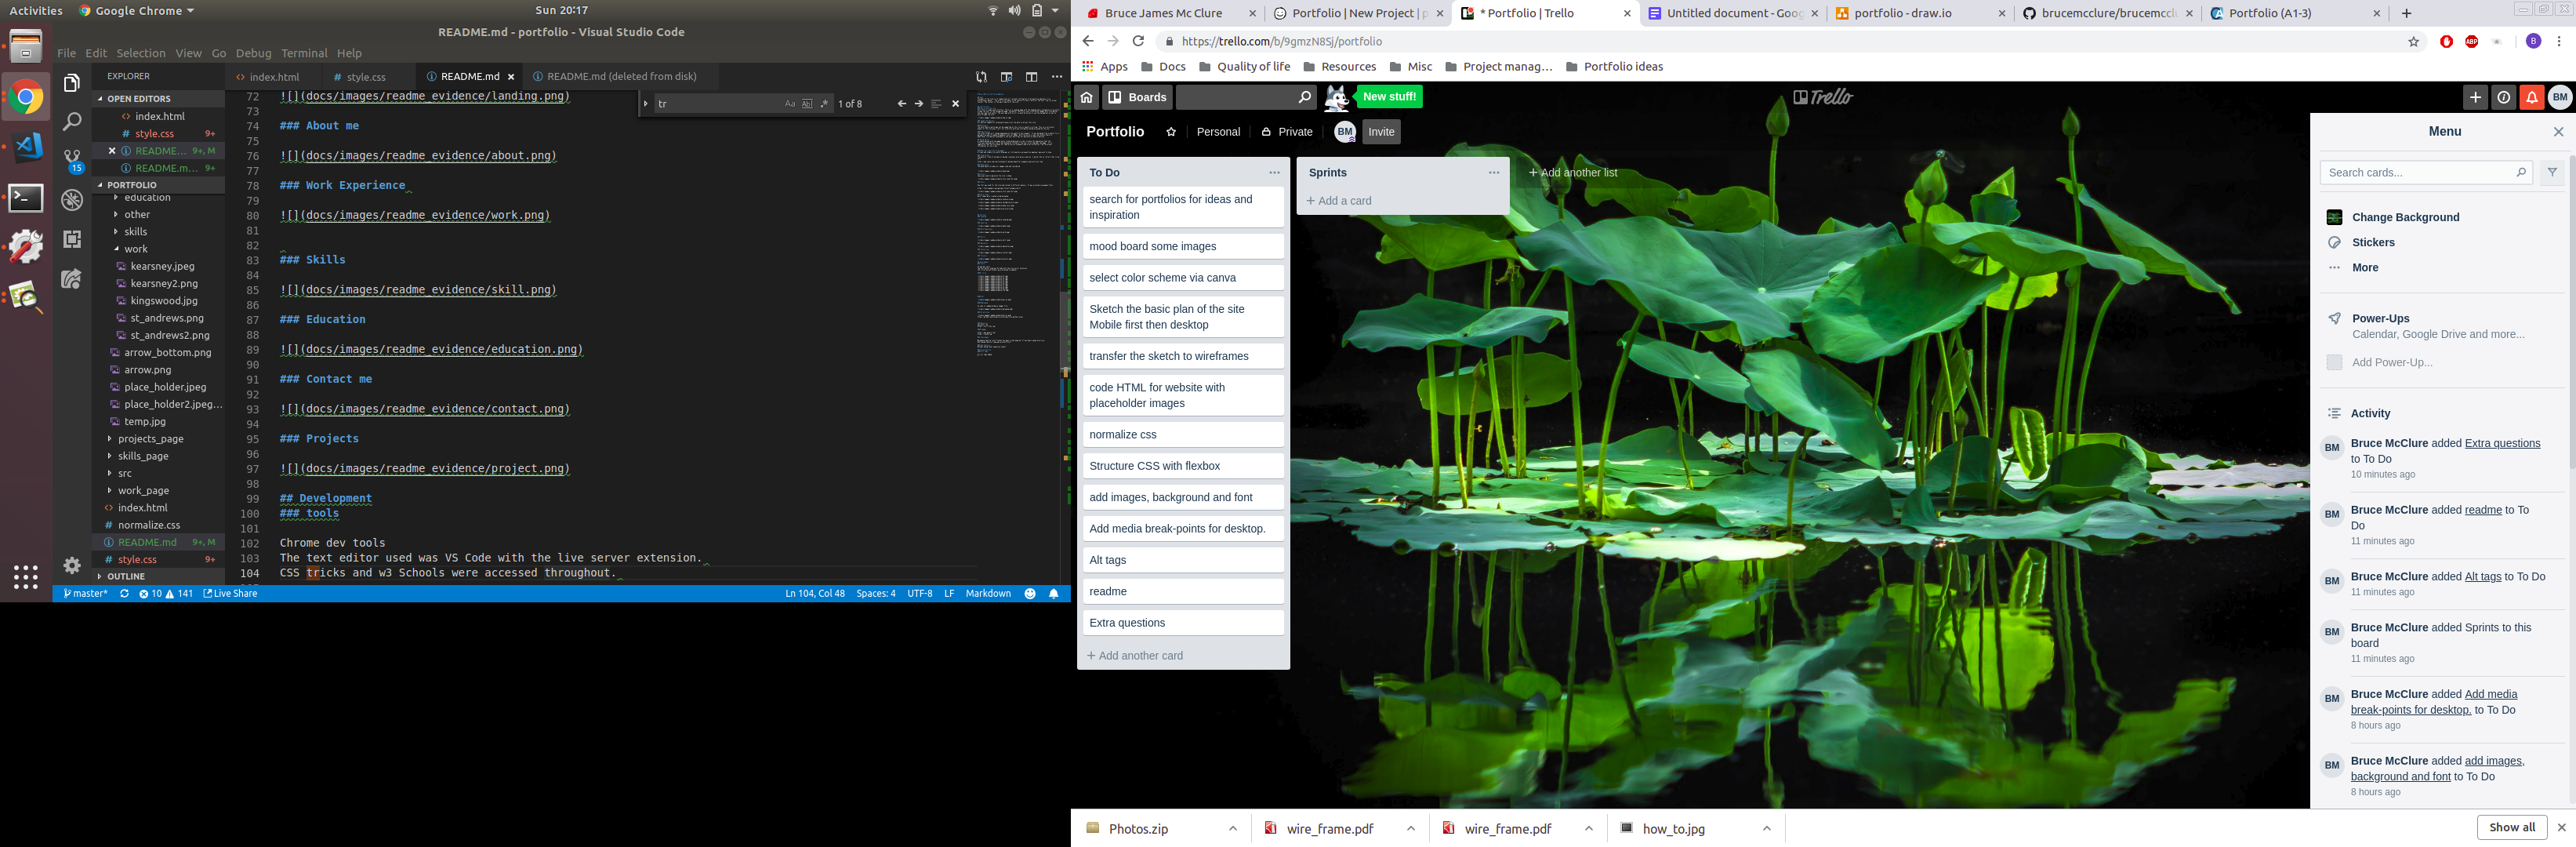 Activities Google Chrome Sun 20:17
README.md - portfolio - Visual Studio Code
File Edit Selection View Go Debug Terminal Help
EXPLORER
OPEN EDITORS
index.html
style.css 9+
README... 9+, M
README.m... 9+
PORTFOLIO
education
other
skills
work
kearsney.jpeg
kearsney2.png
kingswood.jpg
st_andrews.png
st_andrews2.png
arrow_bottom.png
arrow.png
place_holder.jpeg
place_holder2.jpeg...
temp.jpg
projects_page
skills_page
src
work_page
index.html
normalize.css
README.md 9+, M
style.css 9+
OUTLINE
15
index.html style.css README.md README.md (deleted from disk)
tr Aa Abl .* 1 of 8
72 ![](docs/images/readme_evidence/landing.png)
73
74 ### About me
75
76 ![](docs/images/readme_evidence/about.png)
77
78 ### Work Experience
79
80 ![](docs/images/readme_evidence/work.png)
81
82
83 ### Skills
84
85 ![](docs/images/readme_evidence/skill.png)
86
87 ### Education
88
89 ![](docs/images/readme_evidence/education.png)
90
91 ### Contact me
92
93 ![](docs/images/readme_evidence/contact.png)
94
95 ### Projects
96
97 ![](docs/images/readme_evidence/project.png)
98
99 ## Development
100 ### tools
101
102 Chrome dev tools
103 The text editor used was VS Code with the live server extension.
104 CSS tricks and w3 Schools were accessed throughout.
master* 10 141 Live Share Ln 104, Col 48 Spaces: 4 UTF-8 LF Markdown
Bruce James Mc Clure Portfolio | New Project | p * Portfolio | Trello Untitled document - Goog portfolio - draw.io brucemcclure/brucemcclu Portfolio (A1-3)
https://trello.com/b/9gmzN8Sj/portfolio ABP B
Apps Docs Quality of life Resources Misc Project manag... Portfolio ideas
Boards New stuff! Trello BM
Portfolio Personal Private BM Invite
To Do
search for portfolios for ideas and
inspiration
mood board some images
select color scheme via canva
Sketch the basic plan of the site
Mobile first then desktop
transfer the sketch to wireframes
code HTML for website with
placeholder images
normalize css
Structure CSS with flexbox
add images, background and font
Add media break-points for desktop.
Alt tags
readme
Extra questions
+ Add another card
Sprints
+ Add a card
+ Add another list
Menu
Search cards...
Change Background
Stickers
More
Power-Ups
Calendar, Google Drive and more...
Add Power-Up...
Activity
BM Bruce McClure added Extra questions
to To Do
10 minutes ago
BM Bruce McClure added readme to To
Do
11 minutes ago
BM Bruce McClure added Alt tags to To Do
11 minutes ago
BM Bruce McClure added Sprints to this
board
11 minutes ago
BM Bruce McClure added Add media
break-points for desktop. to To Do
8 hours ago
BM Bruce McClure added add images,
background and font to To Do
8 hours ago
Photos.zip wire_frame.pdf wire_frame.pdf how_to.jpg Show all